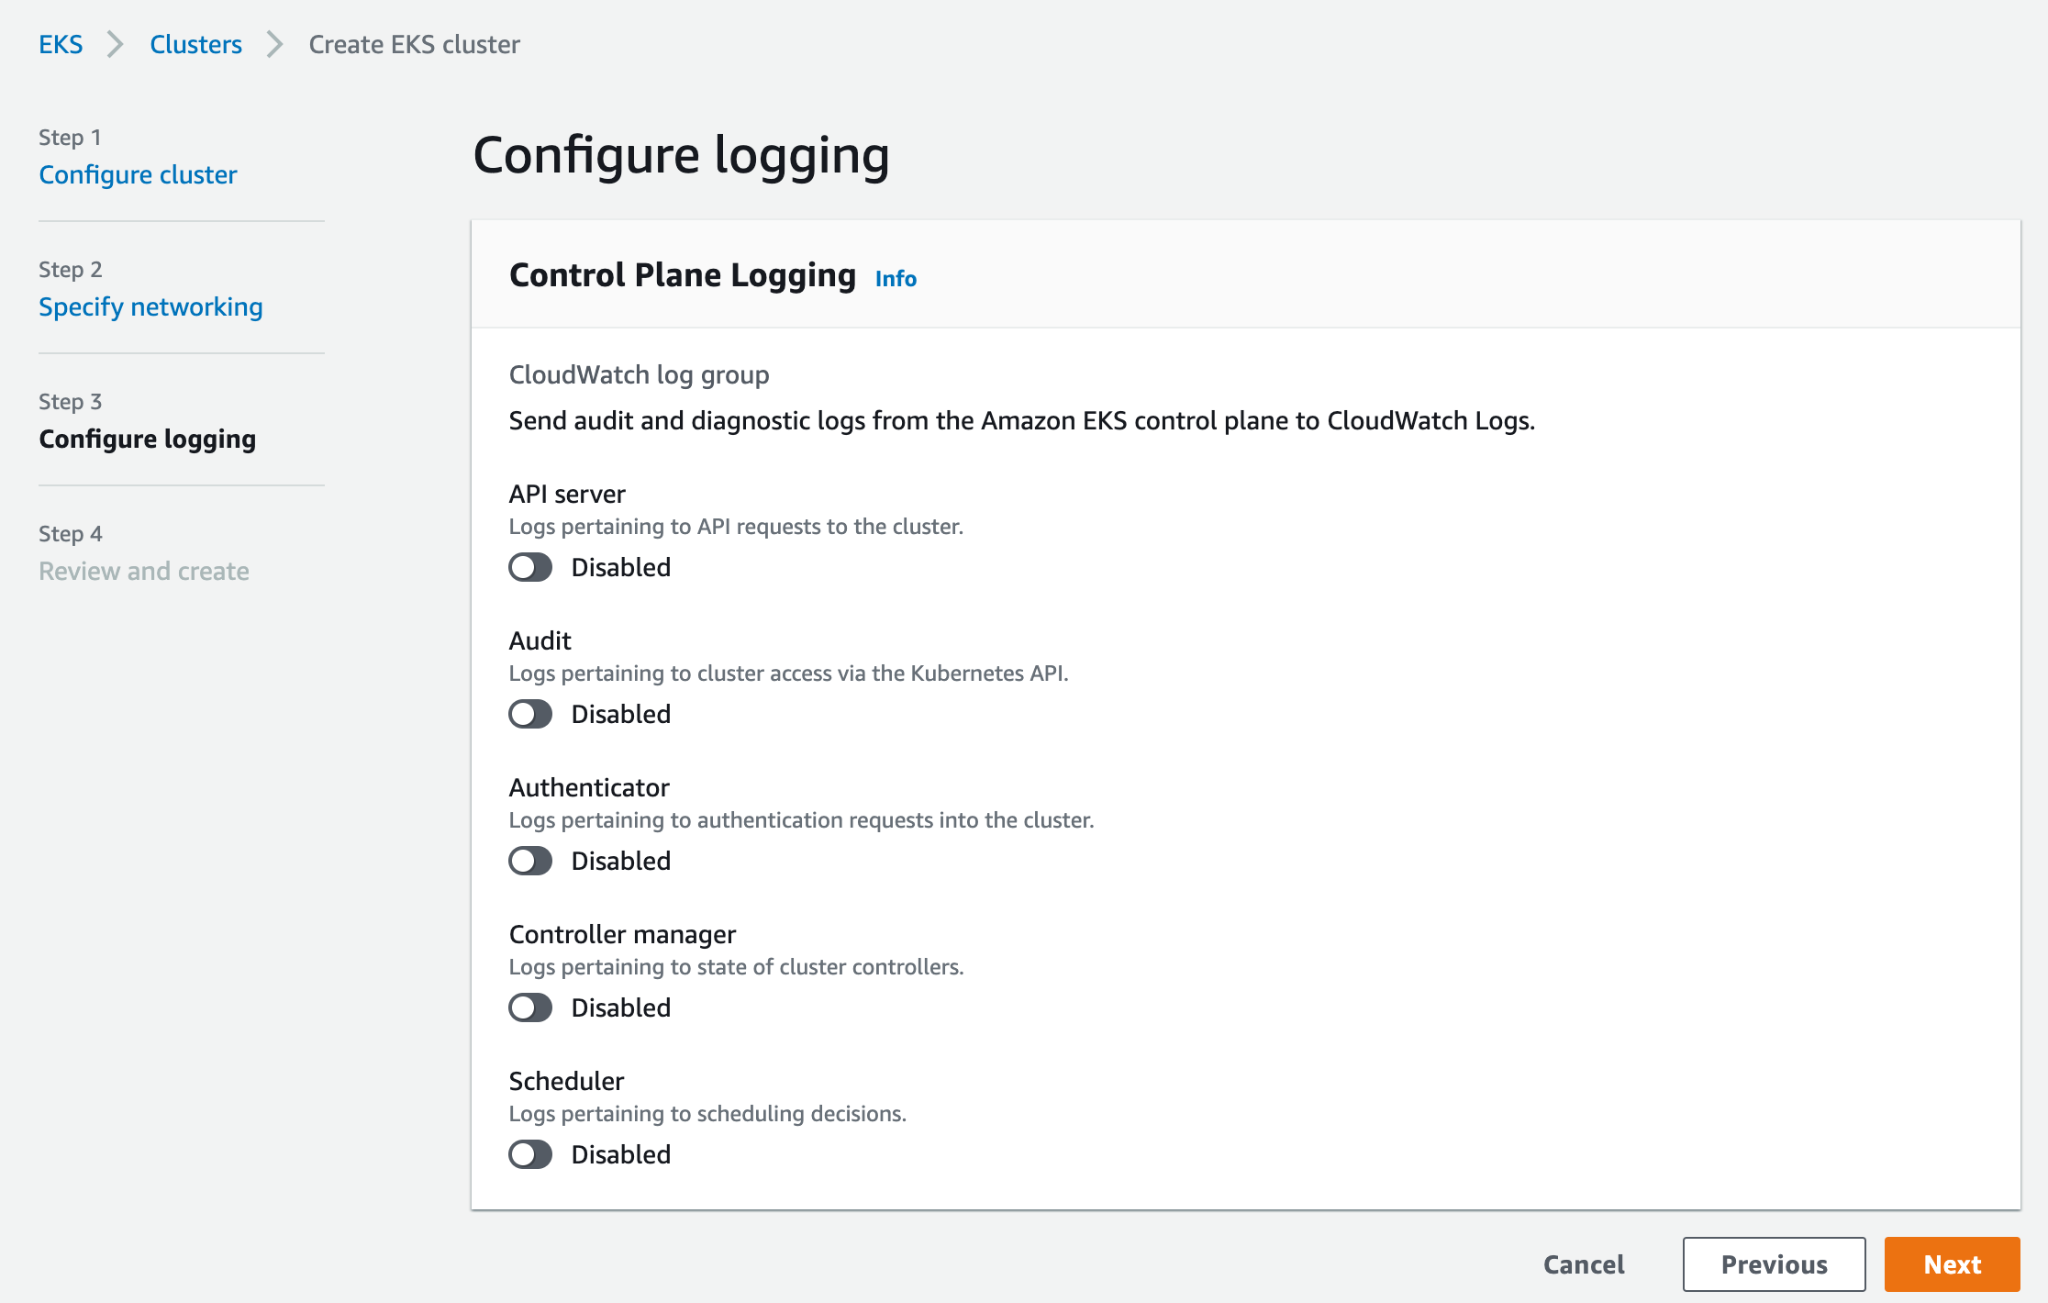 EKS > Clusters > Create EKS cluster
Step 1
Configure cluster
Step 2
Specify networking
Step 3
Configure logging
Step 4
Review and create
Configure logging
Control Plane Logging Info
CloudWatch log group
Send audit and diagnostic logs from the Amazon EKS control plane to CloudWatch Logs.
API server
Logs pertaining to API requests to the cluster.
Disabled
Audit
Logs pertaining to cluster access via the Kubernetes API.
Disabled
Authenticator
Logs pertaining to authentication requests into the cluster.
Disabled
Controller manager
Logs pertaining to state of cluster controllers.
Disabled
Scheduler
Logs pertaining to scheduling decisions.
Disabled
Cancel Previous Next